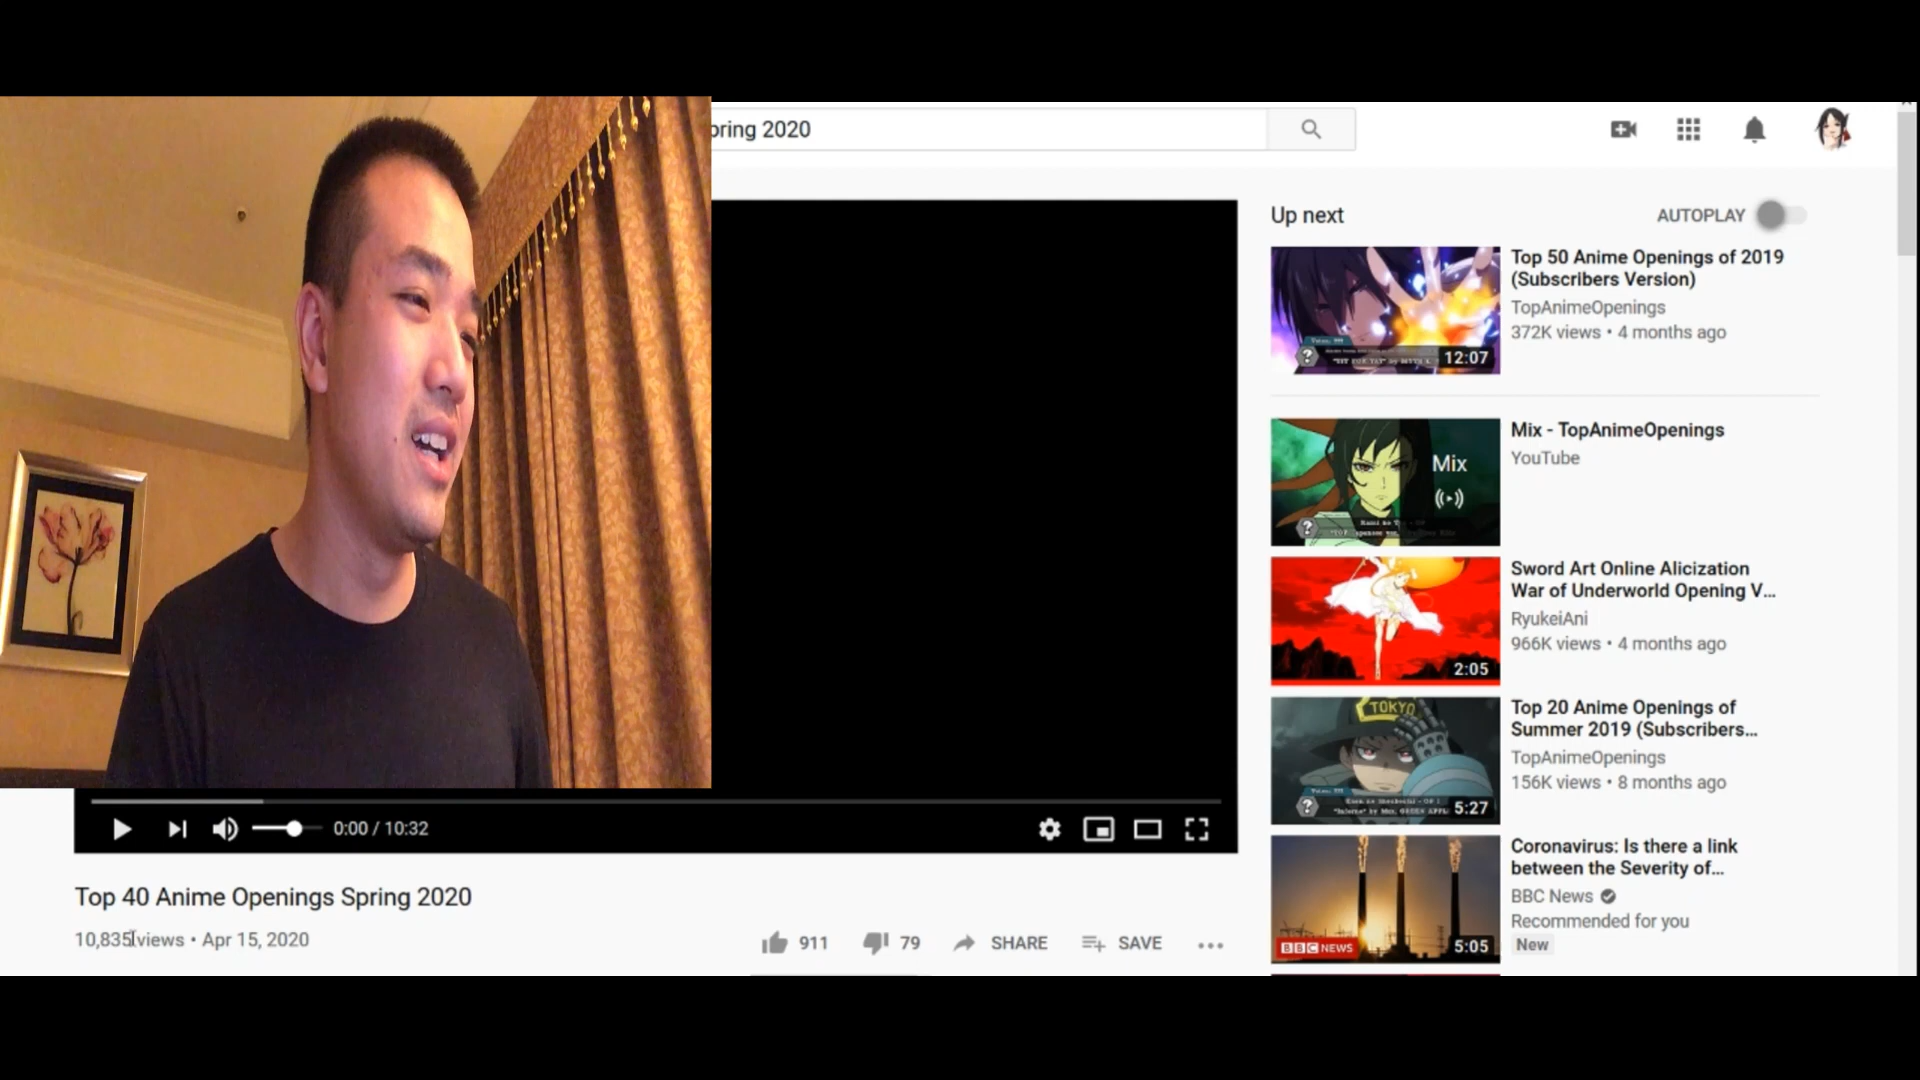 pring 2020
Up next
AUTOPLAY
Top 50 Anime Openings of 2019
(Subscribers Version)
TopAnimeOpenings
372K views • 4 months ago
12:07
Mix - TopAnimeOpenings
YouTube
Mix
Sword Art Online Alicization
War of Underworld Opening V...
RyukeiAni
966K views • 4 months ago
2:05
TOKYO
Top 20 Anime Openings of
Summer 2019 (Subscribers...
TopAnimeOpenings
156K views • 8 months ago
5:27
Coronavirus: Is there a link
between the Severity of...
BBC News
Recommended for you
New
BBC NEWS
5:05
0:00 / 10:32
Top 40 Anime Openings Spring 2020
10,835 views • Apr 15, 2020
911
79
SHARE
SAVE